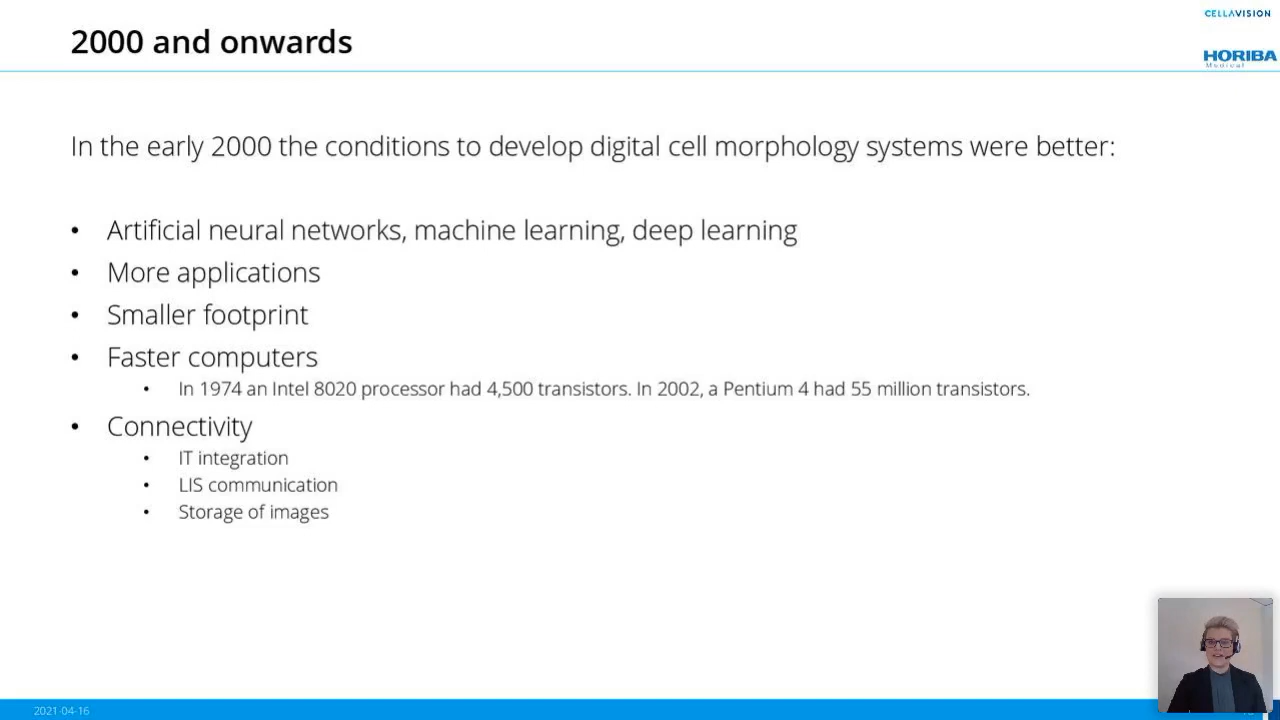 2000 and onwards
CELLAVISION
HORIBA
Medical
In the early 2000 the conditions to develop digital cell morphology systems were better:
• Artificial neural networks, machine learning, deep learning
• More applications
• Smaller footprint
• Faster computers
• In 1974 an Intel 8020 processor had 4,500 transistors. In 2002, a Pentium 4 had 55 million transistors.
• Connectivity
• IT integration
• LIS communication
• Storage of images
2021-04-16